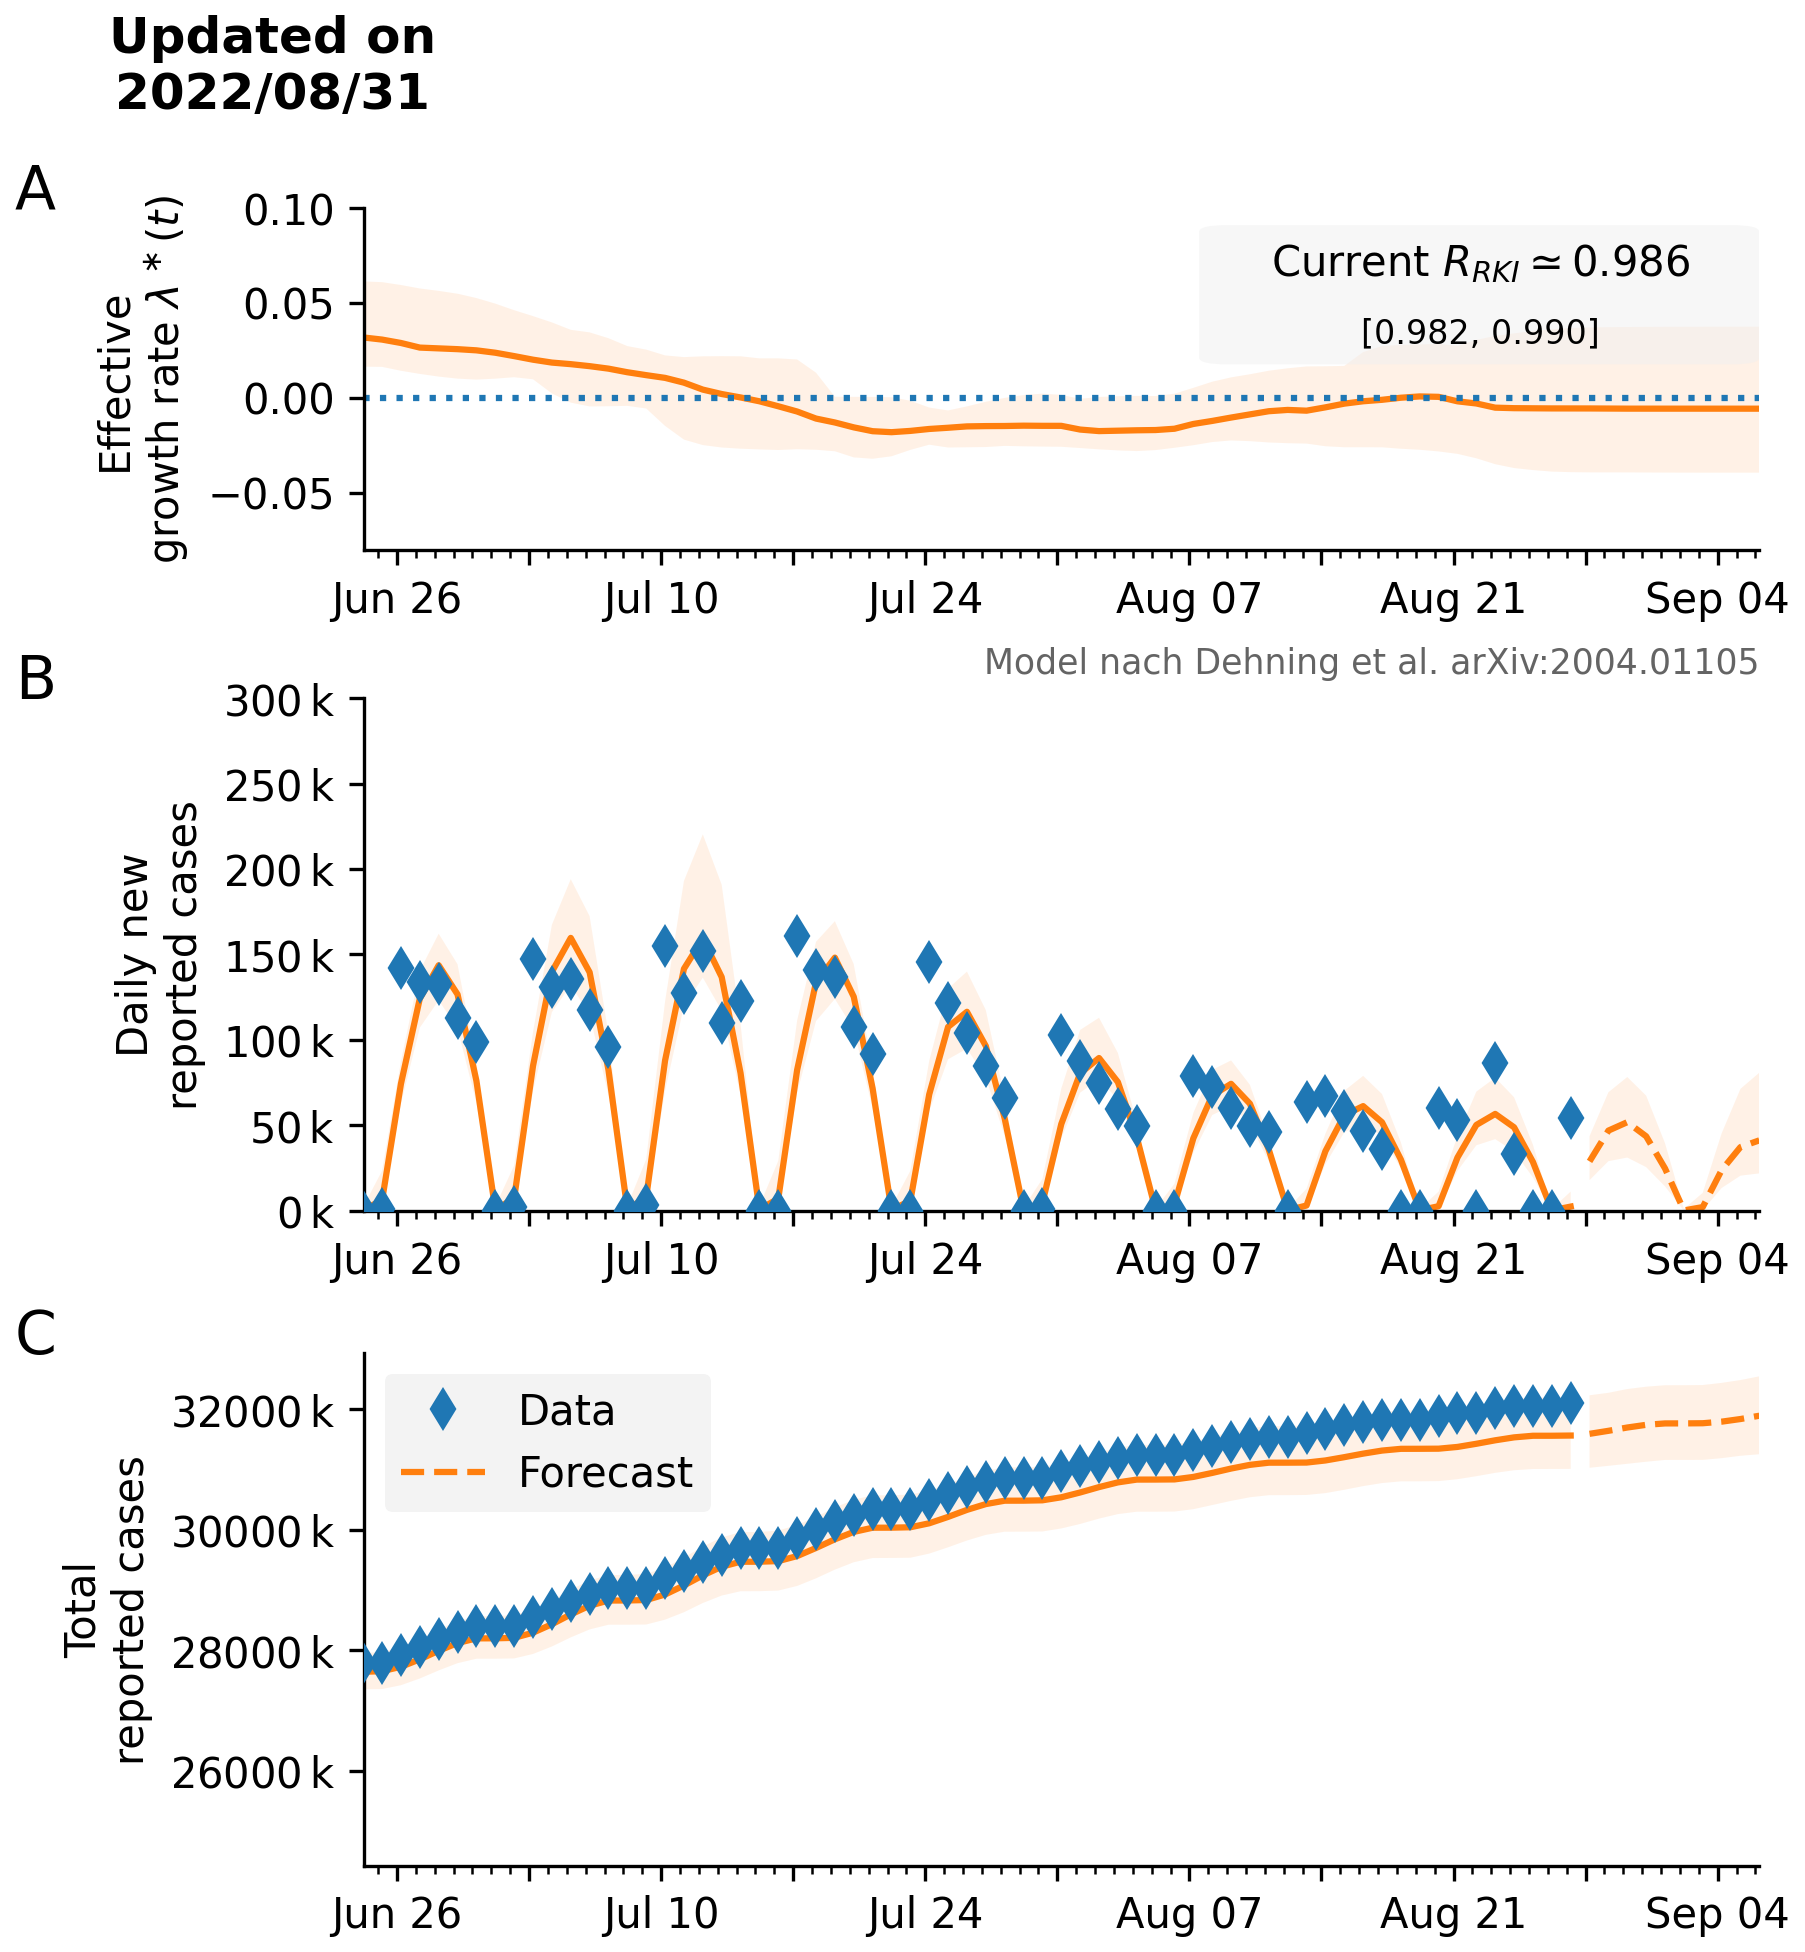 Updated on
2022/08/31
A
Effective
growth rate λ * (t)
0.10
0.05
0.00
−0.05
Current R_RKI ≃ 0.986
[0.982, 0.990]
Jun 26 Jul 10 Jul 24 Aug 07 Aug 21 Sep 04
Model nach Dehning et al. arXiv:2004.01105
B
Daily new
reported cases
300 k
250 k
200 k
150 k
100 k
50 k
0 k
Jun 26 Jul 10 Jul 24 Aug 07 Aug 21 Sep 04
C
Total
reported cases
32000 k
30000 k
28000 k
26000 k
Data
Forecast
Jun 26 Jul 10 Jul 24 Aug 07 Aug 21 Sep 04